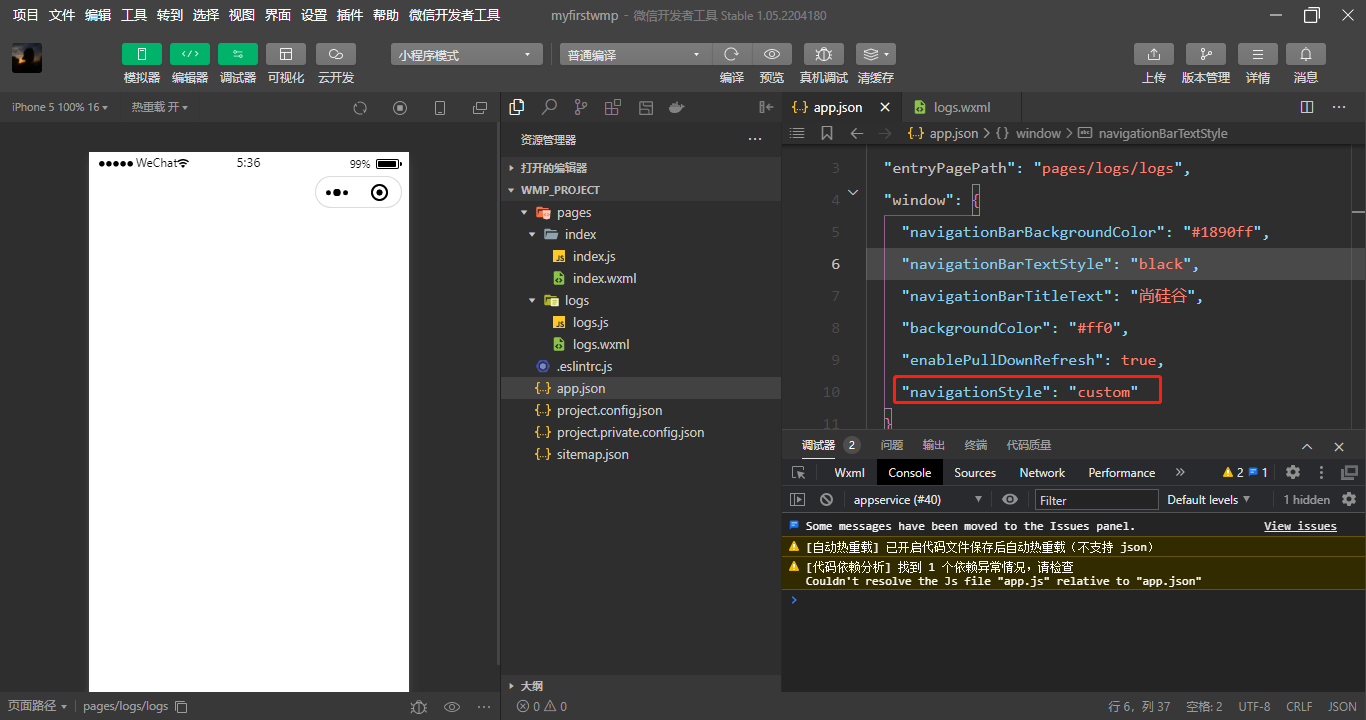 项目 文件 编辑 工具 转到 选择 视图 界面 设置 插件 帮助 微信开发者工具 myfirstwmp - 微信开发者工具 Stable 1.05.2204180
小程序模式 普通编译
模拟器 编辑器 调试器 可视化 云开发 编译 预览 真机调试 清缓存 上传 版本管理 详情 消息
iPhone 5 100% 16 热重载 开
WeChat 5:36 99%
资源管理器
打开的编辑器
WMP_PROJECT
pages
index
index.js
index.wxml
logs
logs.js
logs.wxml
.eslintrc.js
app.json
project.config.json
project.private.config.json
sitemap.json
大纲
app.json logs.wxml
app.json window navigationBarTextStyle
3 "entryPagePath": "pages/logs/logs",
4 "window": {
5 "navigationBarBackgroundColor": "#1890ff",
6 "navigationBarTextStyle": "black",
7 "navigationBarTitleText": "尚硅谷",
8 "backgroundColor": "#ff0",
9 "enablePullDownRefresh": true,
10 "navigationStyle": "custom"
11 }
调试器 2 问题 输出 终端 代码质量
Wxml Console Sources Network Performance 2 1
appservice (#40) Filter Default levels 1 hidden
Some messages have been moved to the Issues panel. View issues
[自动热重载] 已开启代码文件保存后自动热重载（不支持 json）
[代码依赖分析] 找到 1 个依赖异常情况，请检查
Couldn't resolve the Js file "app.js" relative to "app.json"
页面路径 pages/logs/logs 0 0 行 6，列 37 空格: 2 UTF-8 CRLF JSON